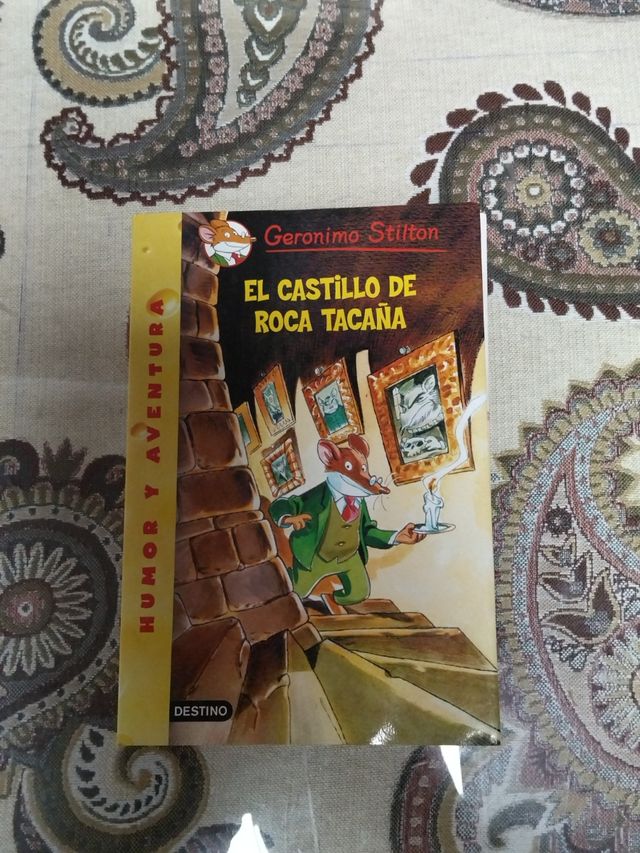 Geronimo Stilton
EL CASTILLO DE
ROCA TACAÑA
HUMOR Y AVENTURA
DESTINO